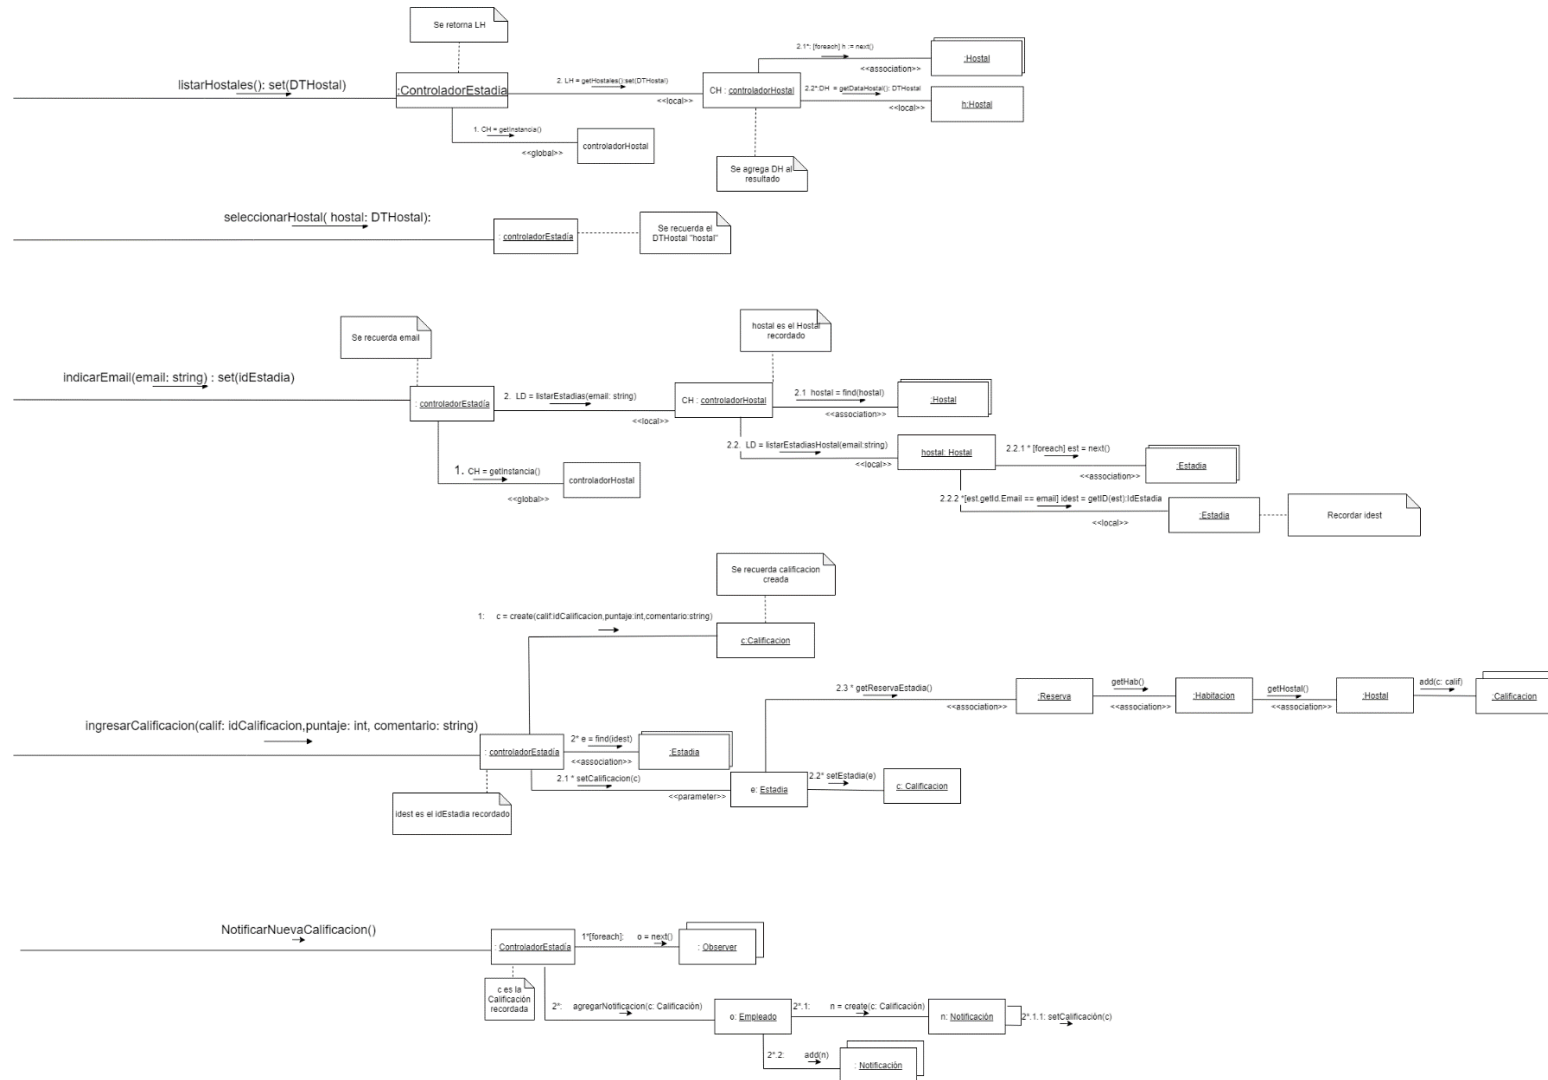 Se retorna LH
listarHostales(): set(DTHostal)
:ControladorEstadia
2. LH = getHostales():set(DTHostal)
<<local>>
CH : controladorHostal
2.1*: [foreach] h := next()
<<association>>
:Hostal
2.2* DH = getDataHostal(): DTHostal
<<local>>
h:Hostal
1. CH = getInstancia()
<<global>>
controladorHostal
Se agrega DH al
resultado
seleccionarHostal( hostal: DTHostal):
: controladorEstadía
Se recuerda el
DTHostal "hostal"
Se recuerda email
hostal es el Hostal
recordado
indicarEmail(email: string) : set(idEstadia)
: controladorEstadía
2. LD = listarEstadias(email: string)
<<local>>
CH : controladorHostal
2.1 hostal = find(hostal)
<<association>>
:Hostal
2.2. LD = listarEstadiasHostal(email:string)
<<local>>
hostal: Hostal
2.2.1 * [foreach] est = next()
<<association>>
:Estadia
1. CH = getInstancia()
<<global>>
controladorHostal
2.2.2 *[est.getId.Email == email] idest = getID(est):IdEstadia
<<local>>
:Estadia
Recordar idest
Se recuerda calificacion
creada
1: c = create(calif:idCalificacion,puntaje:int,comentario:string)
c:Calificacion
2.3 * getReservaEstadia()
<<association>>
:Reserva
getHab()
<<association>>
:Habitacion
getHostal()
<<association>>
:Hostal
add(c: calif)
:Calificacion
ingresarCalificacion(calif: idCalificacion,puntaje: int, comentario: string)
: controladorEstadía
2* e = find(idest)
<<association>>
:Estadia
2.1 * setCalificacion(c)
<<parameter>>
e: Estadia
2.2* setEstadia(e)
c: Calificacion
idest es el idEstadia recordado
NotificarNuevaCalificacion()
: ControladorEstadía
1*[foreach]: o = next()
: Observer
c es la
Calificación
recordada
2*: agregarNotificacion(c: Calificación)
o: Empleado
2*.1: n = create(c: Calificación)
n: Notificación
2*.1.1: setCalificación(c)
2*.2: add(n)
: Notificación